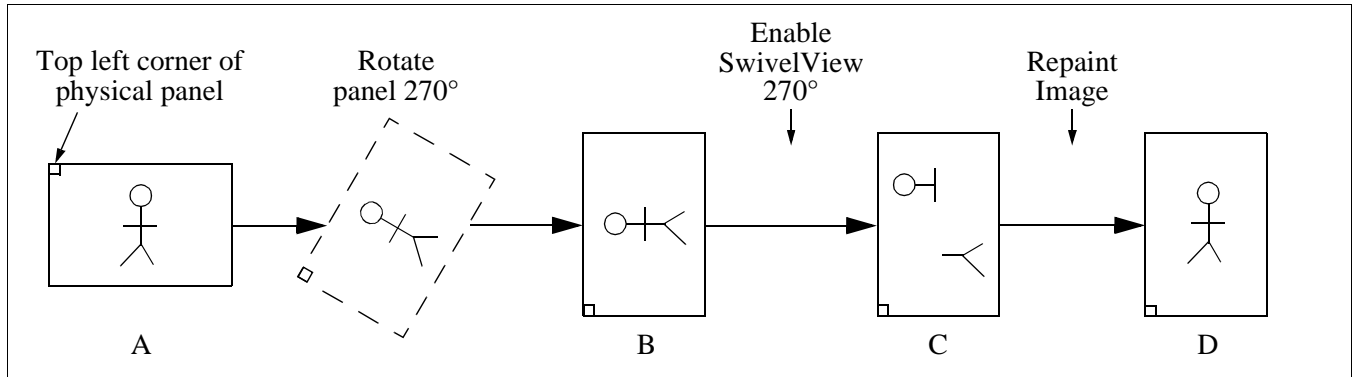 Top left corner of
physical panel
Rotate
panel 270°
Enable
SwivelView
270°
Repaint
Image
A
B
C
D